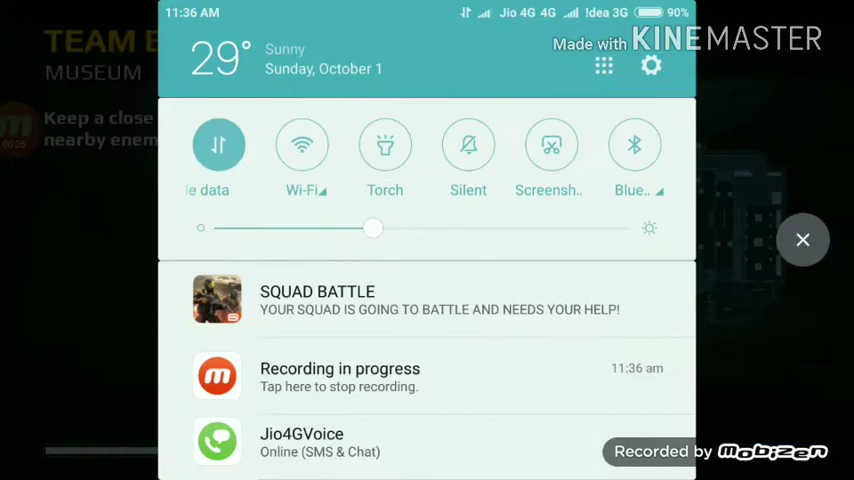 11:36 AM
Jio 4G 4G
!dea 3G
90%
TEAM B
MUSEUM
Keep a close
nearby enem
00:26
29°
Sunny
Sunday, October 1
Made with KINEMASTER
le data
Wi-Fi
Torch
Silent
Screensh..
Blue..
SQUAD BATTLE
YOUR SQUAD IS GOING TO BATTLE AND NEEDS YOUR HELP!
Recording in progress
11:36 am
Tap here to stop recording.
Jio4GVoice
Online (SMS & Chat)
Recorded by mobizen